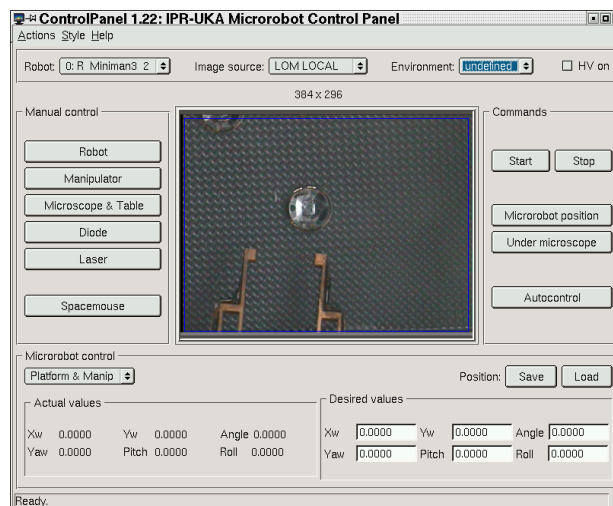 ControlPanel 1.22: IPR-UKA Microrobot Control Panel
Actions Style Help
Robot: 0: R Miniman3 2 Image source: LOM LOCAL Environment: undefined HV on
384 x 296
Manual control
Robot
Manipulator
Microscope & Table
Diode
Laser
Spacemouse
Commands
Start Stop
Microrobot position
Under microscope
Autocontrol
Microrobot control
Platform & Manip Position: Save Load
Actual values
Xw 0.0000 Yw 0.0000 Angle 0.0000
Yaw 0.0000 Pitch 0.0000 Roll 0.0000
Desired values
Xw 0.0000 Yw 0.0000 Angle 0.0000
Yaw 0.0000 Pitch 0.0000 Roll 0.0000
Ready.